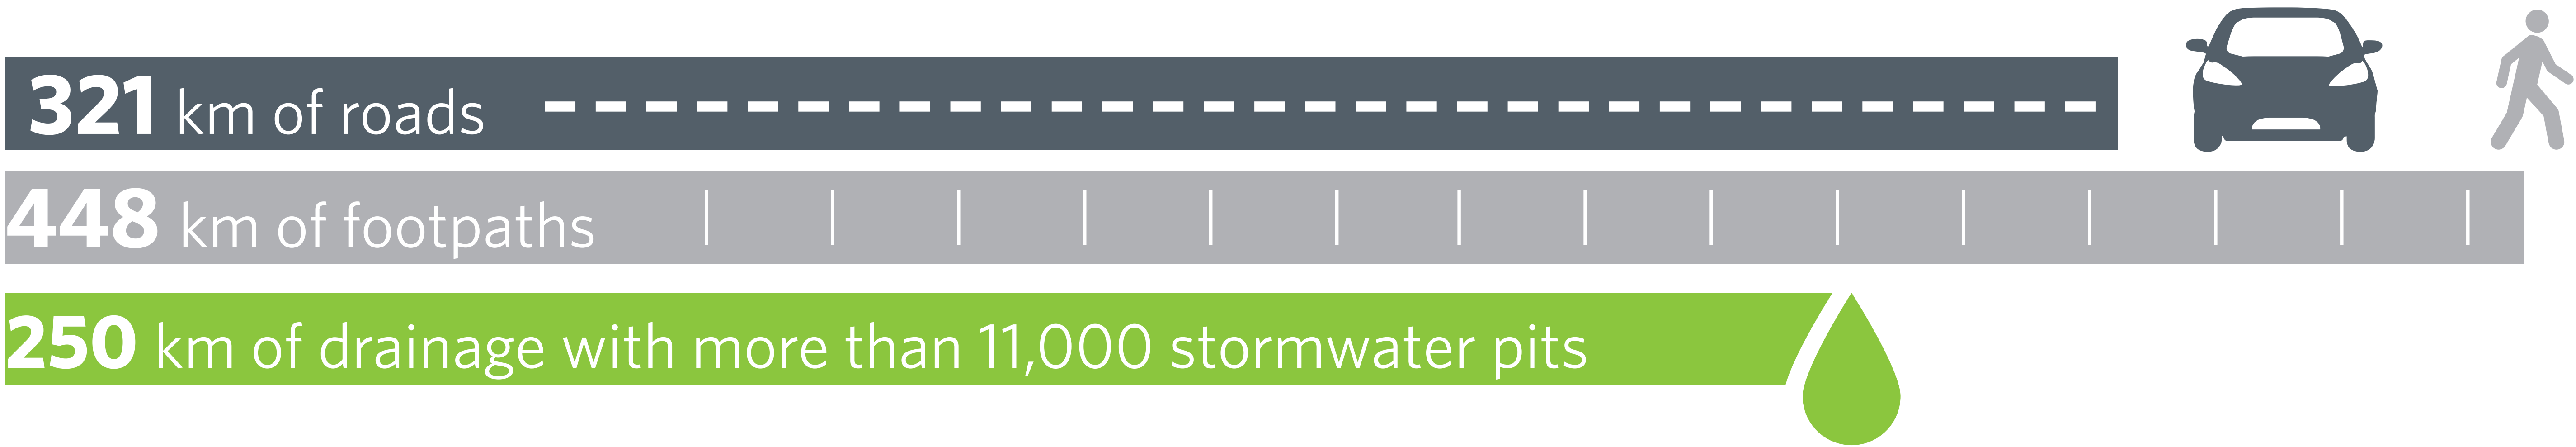 321 km of roads
448 km of footpaths
250 km of drainage with more than 11,000 stormwater pits